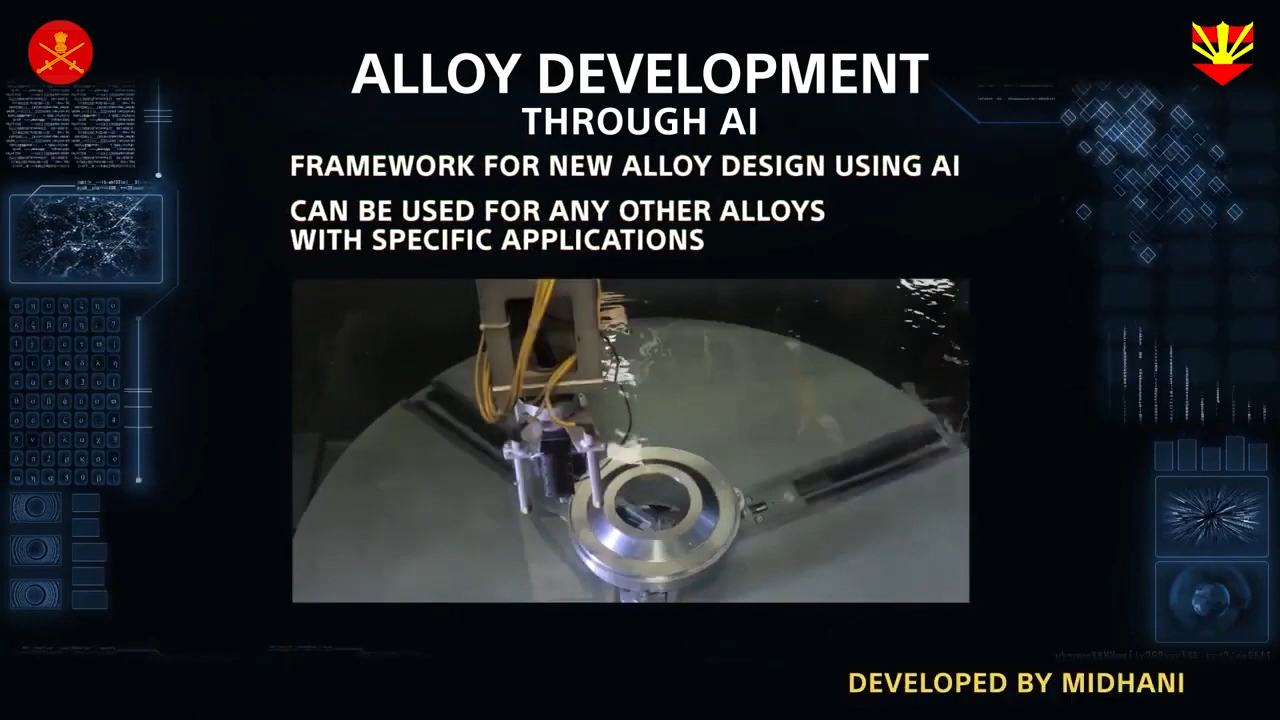 ALLOY DEVELOPMENT
THROUGH AI
FRAMEWORK FOR NEW ALLOY DESIGN USING AI
CAN BE USED FOR ANY OTHER ALLOYS
WITH SPECIFIC APPLICATIONS
DEVELOPED BY MIDHANI